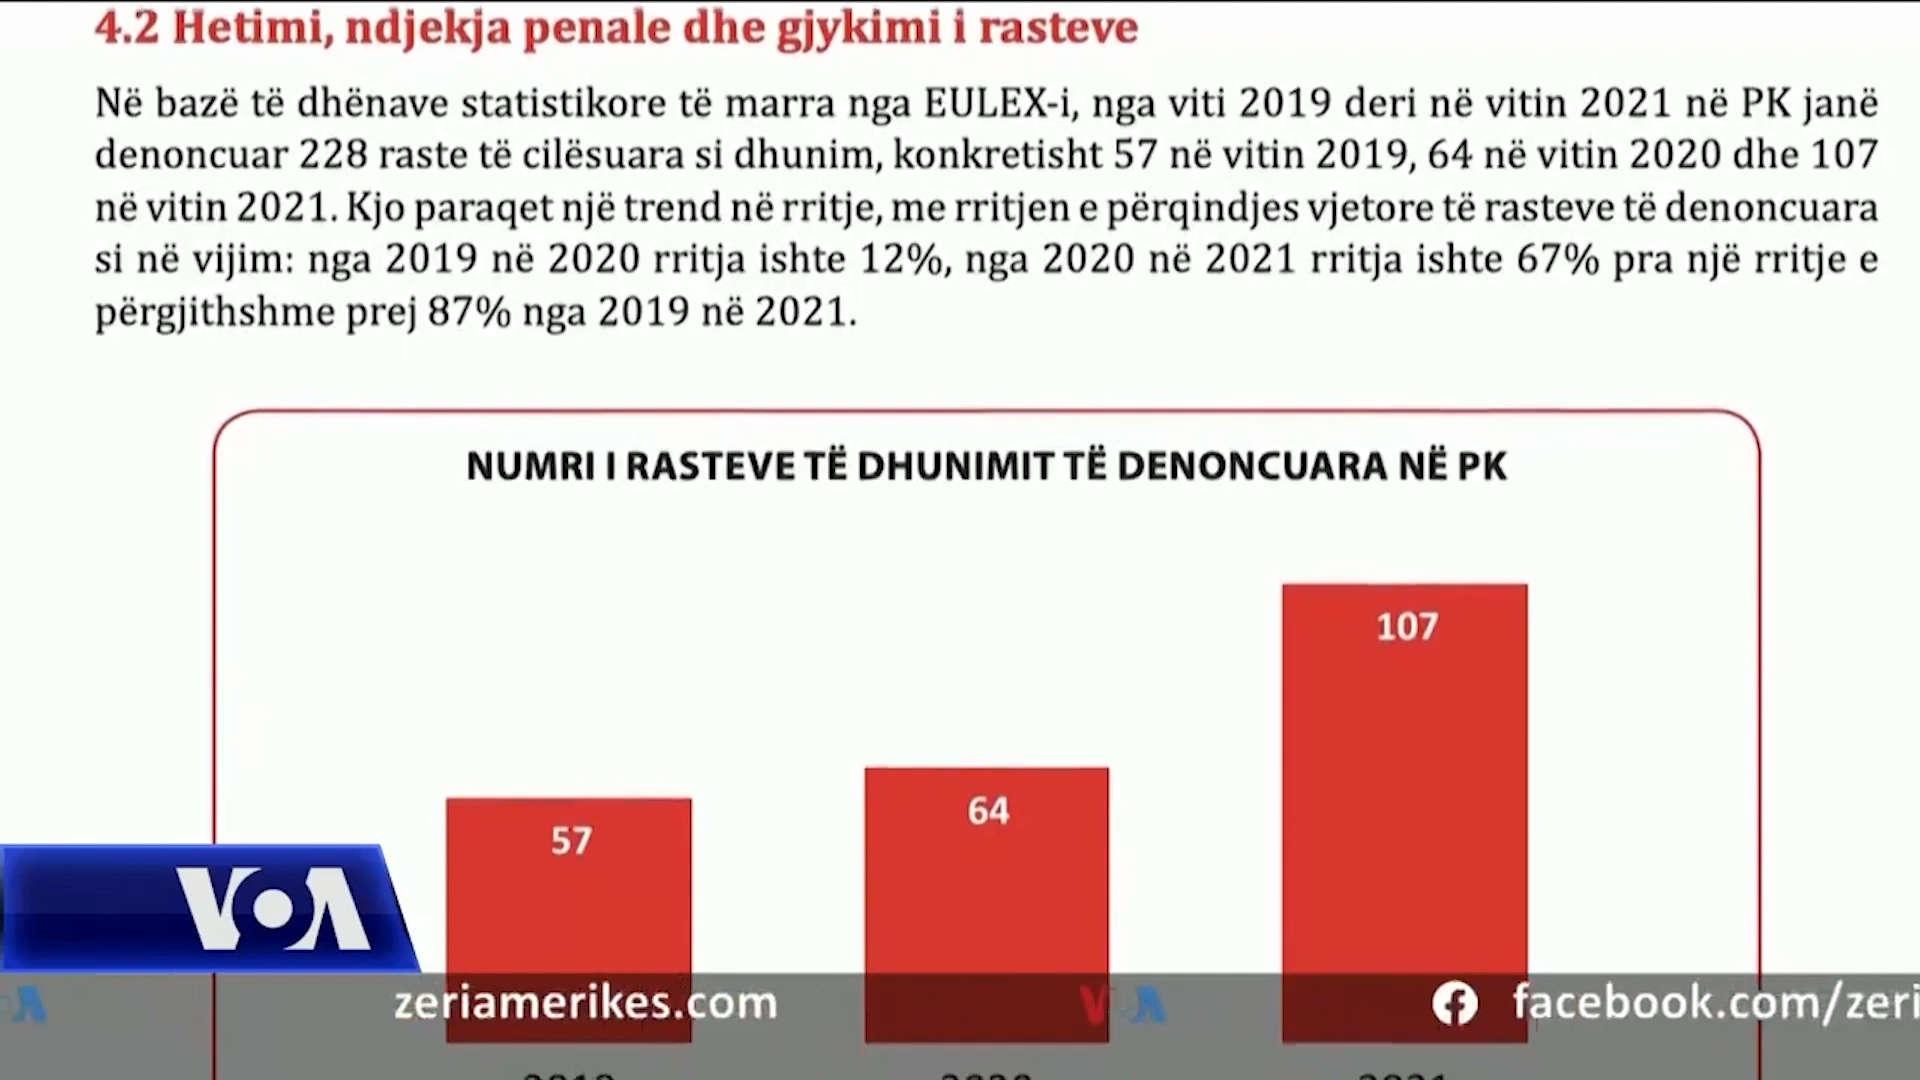 4.2 Hetimi, ndjekja penale dhe gjykimi i rasteve
Në bazë të dhënave statistikore të marra nga EULEX-i, nga viti 2019 deri në vitin 2021 në PK janë
denoncuar 228 raste të cilësuara si dhunim, konkretisht 57 në vitin 2019, 64 në vitin 2020 dhe 107
në vitin 2021. Kjo paraqet një trend në rritje, me rritjen e përqindjes vjetore të rasteve të denoncuara
si në vijim: nga 2019 në 2020 rritja ishte 12%, nga 2020 në 2021 rritja ishte 67% pra një rritje e
përgjithshme prej 87% nga 2019 në 2021.
NUMRI I RASTEVE TË DHUNIMIT TË DENONCUARA NË PK
107
64
57
VOA
zeriamerikes.com
VOA
facebook.com/zeri
2019
2020
2021